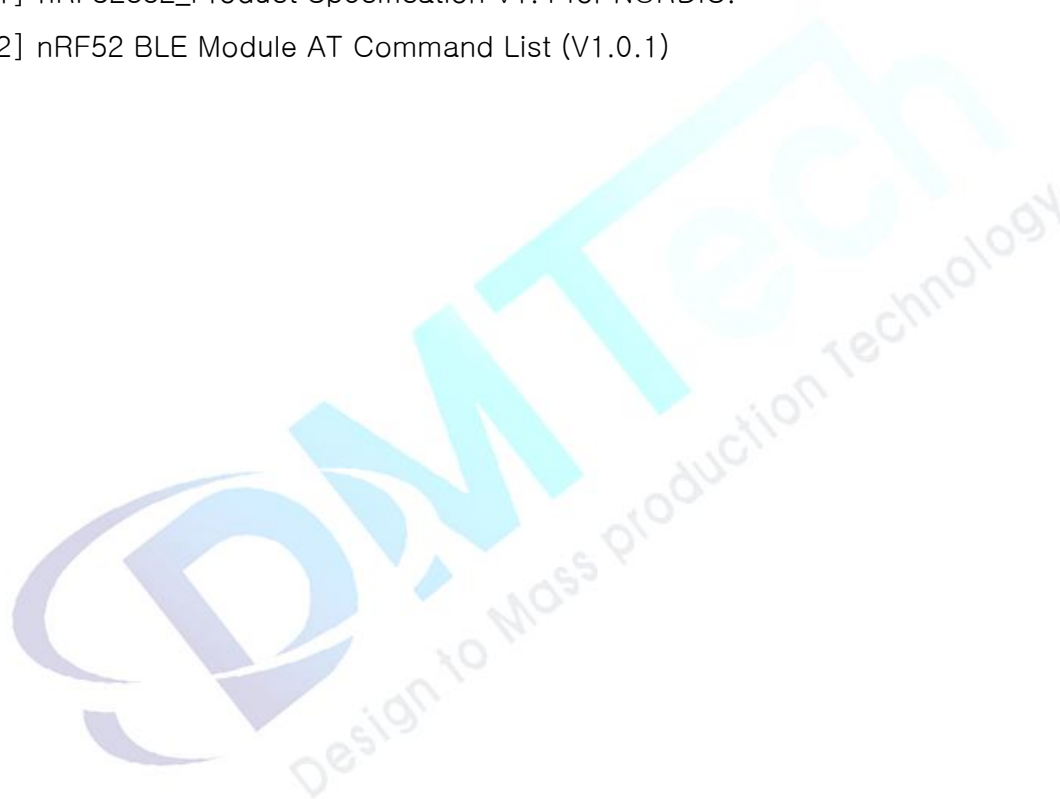 2] nRF52 BLE Module AT Command List (V1.0.1)
DMTech
Design to Mass production Technology